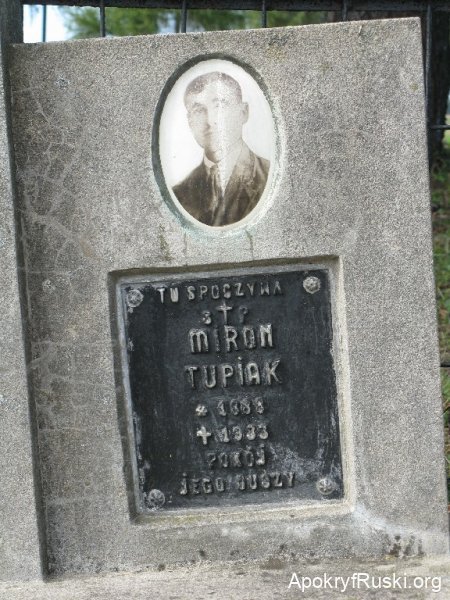 TU SPOCZYWA
Ś † P
MIRON
TUPIAK
† 1933
POKÓJ
JEGO DUSZY
ApokryfRuski.org